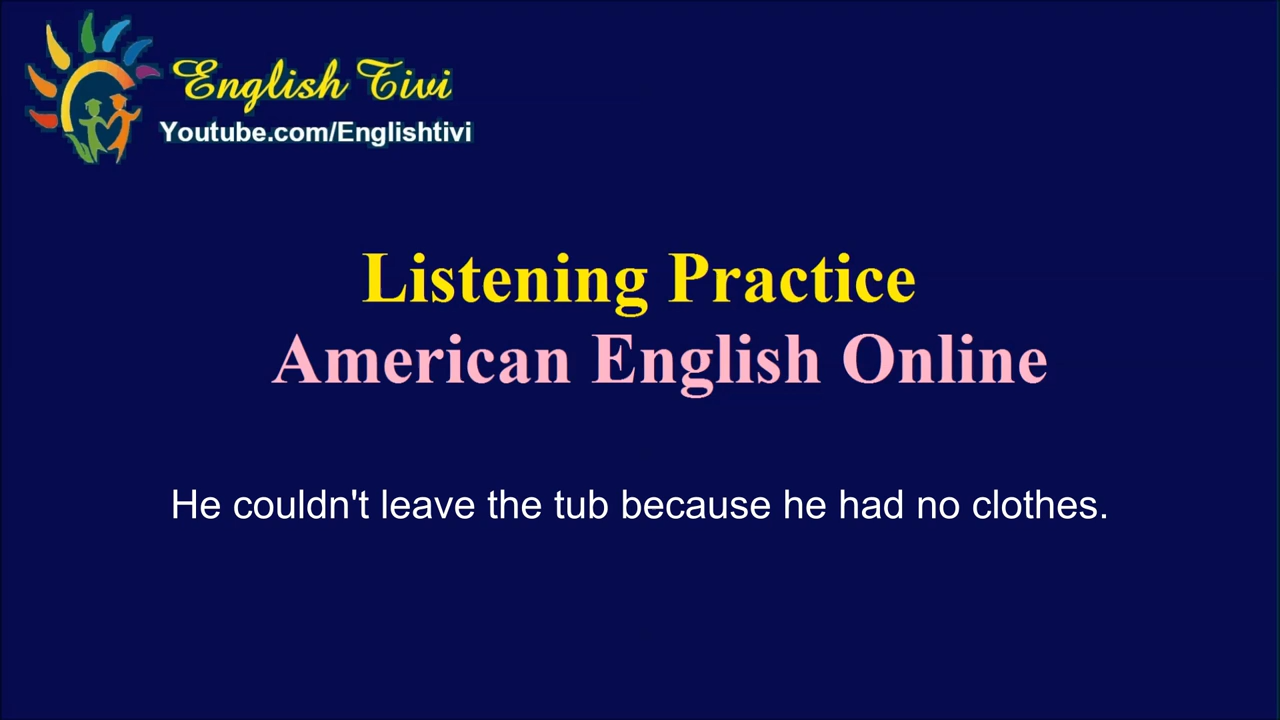 English Tivi
Youtube.com/Englishtivi
Listening Practice
American English Online
He couldn't leave the tub because he had no clothes.